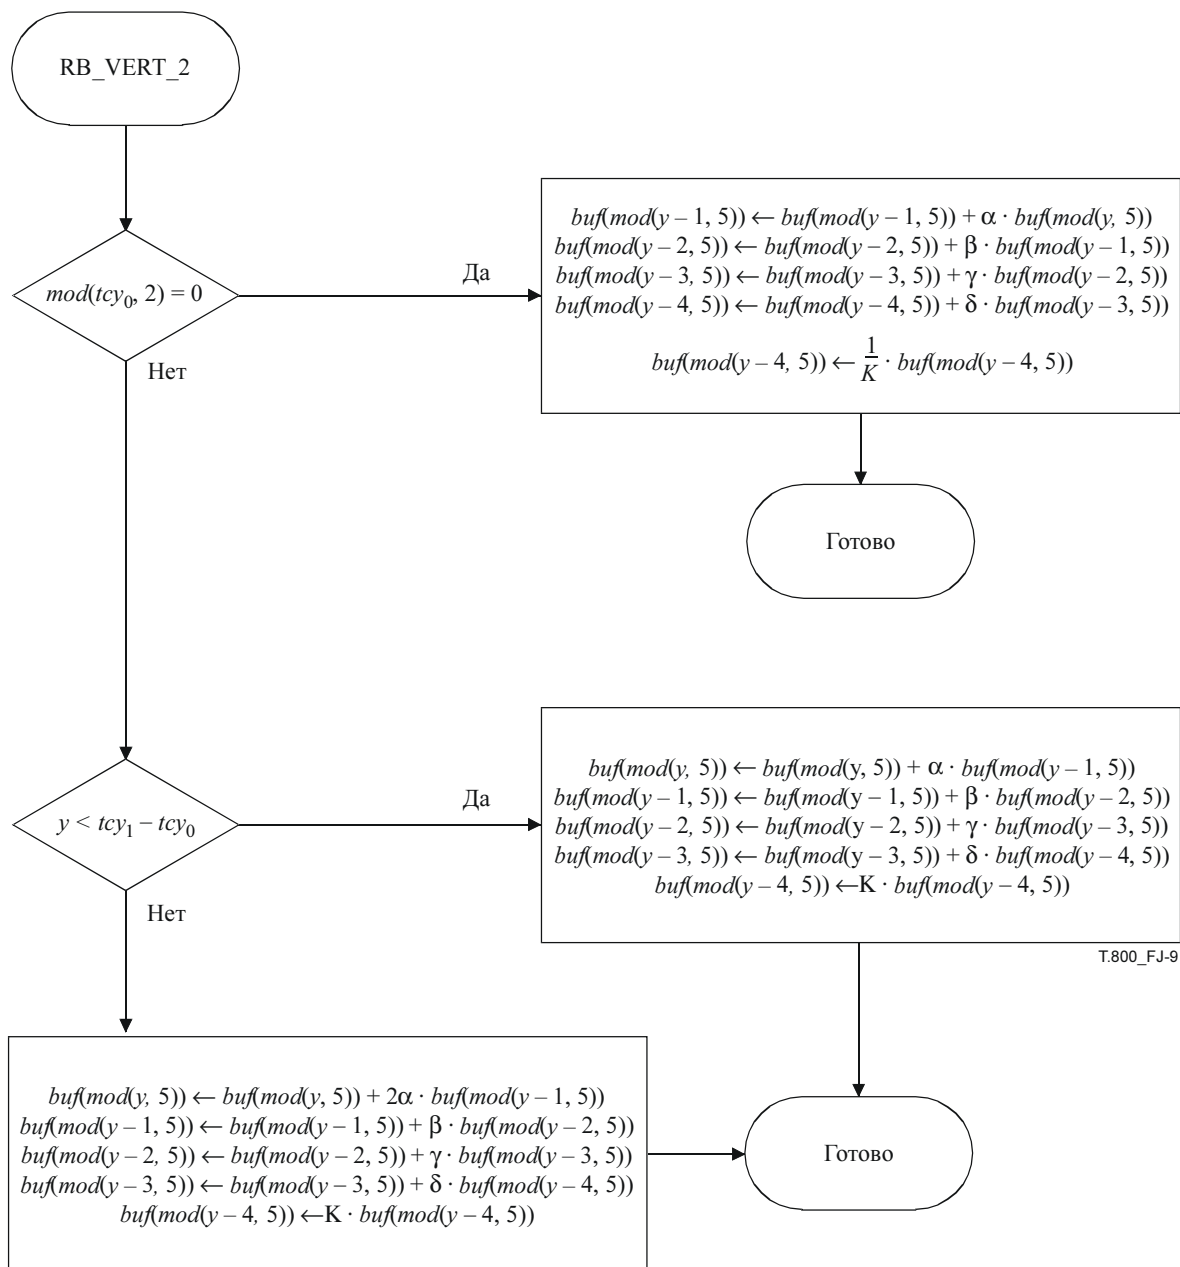 RB_VERT_2
mod(tcy₀, 2) = 0
Да
Нет
buf(mod(y – 1, 5)) ← buf(mod(y – 1, 5)) + α · buf(mod(y, 5))
buf(mod(y – 2, 5)) ← buf(mod(y – 2, 5)) + β · buf(mod(y – 1, 5))
buf(mod(y – 3, 5)) ← buf(mod(y – 3, 5)) + γ · buf(mod(y – 2, 5))
buf(mod(y – 4, 5)) ← buf(mod(y – 4, 5)) + δ · buf(mod(y – 3, 5))
buf(mod(y – 4, 5)) ← 1/K · buf(mod(y – 4, 5))
Готово
y < tcy₁ – tcy₀
Да
Нет
buf(mod(y, 5)) ← buf(mod(y, 5)) + α · buf(mod(y – 1, 5))
buf(mod(y – 1, 5)) ← buf(mod(y – 1, 5)) + β · buf(mod(y – 2, 5))
buf(mod(y – 2, 5)) ← buf(mod(y – 2, 5)) + γ · buf(mod(y – 3, 5))
buf(mod(y – 3, 5)) ← buf(mod(y – 3, 5)) + δ · buf(mod(y – 4, 5))
buf(mod(y – 4, 5)) ←K · buf(mod(y – 4, 5))
T.800_FJ-9
buf(mod(y, 5)) ← buf(mod(y, 5)) + 2α · buf(mod(y – 1, 5))
buf(mod(y – 1, 5)) ← buf(mod(y – 1, 5)) + β · buf(mod(y – 2, 5))
buf(mod(y – 2, 5)) ← buf(mod(y – 2, 5)) + γ · buf(mod(y – 3, 5))
buf(mod(y – 3, 5)) ← buf(mod(y – 3, 5)) + δ · buf(mod(y – 4, 5))
buf(mod(y – 4, 5)) ←K · buf(mod(y – 4, 5))
Готово